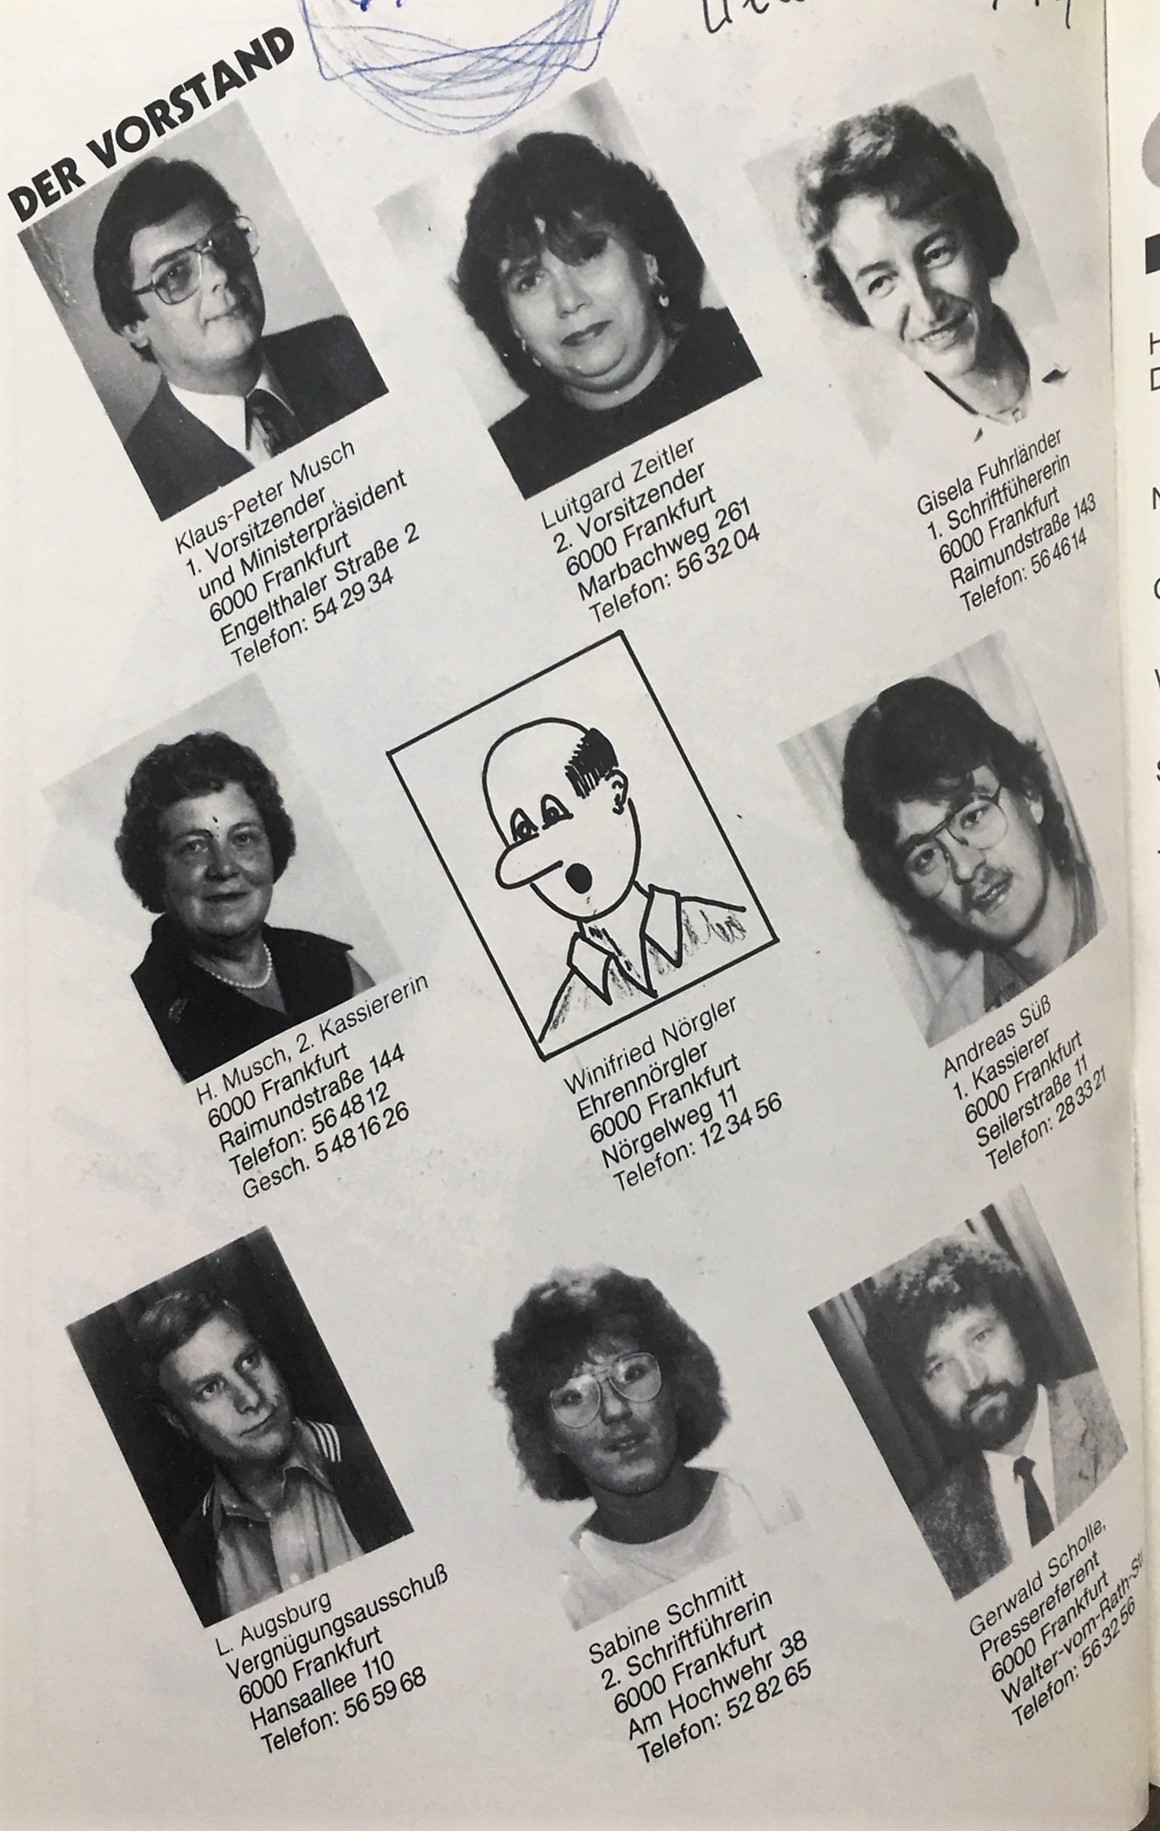 DER VORSTAND
Klaus-Peter Musch
1. Vorsitzender,
und Ministerpräsident
6000 Frankfurt
Engelthaler Straße 2
Telefon: 54 29 34
Luitgard Zeitler
2. Vorsitzender
6000 Frankfurt
Marbachweg 261
Telefon: 56 32 04
Gisela Fuhrländer
1. Schriftfühererin
6000 Frankfurt
Raimundstraße 143
Telefon: 56 46 14
H. Musch, 2. Kassiererin
6000 Frankfurt
Raimundstraße 144
Telefon: 56 48 12
Gesch. 5 48 16 26
Winifried Nörgler
Ehrennörgler
6000 Frankfurt
Nörgelweg 11
Telefon: 12 34 56
Andreas Süß
1. Kassierer
6000 Frankfurt
Seilerstraße 11
Telefon: 28 33 21
L. Augsburg
Vergnügungsausschuß
6000 Frankfurt
Hansaallee 110
Telefon: 56 59 68
Sabine Schmitt
2. Schriftführerin
6000 Frankfurt
Am Hochwehr 38
Telefon: 52 82 65
Gerwald Scholle,
Pressereferent
6000 Frankfurt
Walter-vom-Rath-St
Telefon: 56 32 56